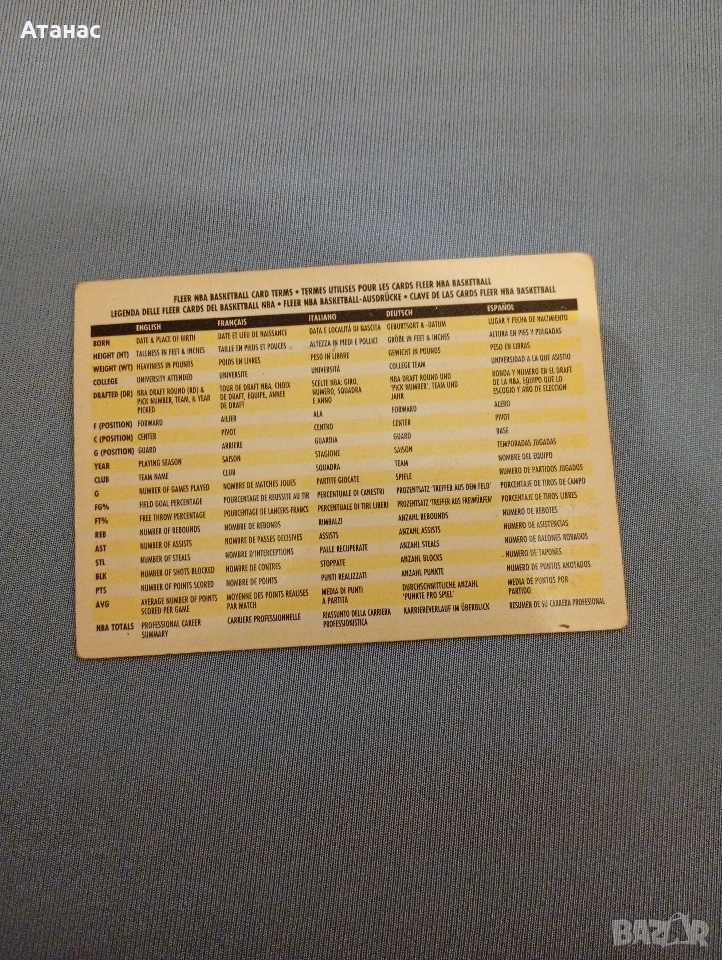 Атанас
FLEER NBA BASKETBALL CARD TERMS • TERMES UTILISES POUR LES CARDS FLEER NBA BASKETBALL
LEGENDA DELLE FLEER CARDS DEL BASKETBALL NBA • FLEER NBA BASKETBALL-AUSDRÜCKE • CLAVE DE LAS CARDS FLEER NBA BASKETBALL
ENGLISH FRANÇAIS ITALIANO DEUTSCH ESPAÑOL
BORN DATE & PLACE OF BIRTH DATE ET LIEU DE NAISSANCE DATA E LOCALITÀ DI NASCITA GEBURTSORT & -DATUM LUGAR Y FECHA DE NACIMIENTO
HEIGHT (HT) TALLNESS IN FEET & INCHES TAILLE EN PIEDS ET POUCES ALTEZZA IN PIEDI E POLLICI GRÖßE IN FEET & INCHES ALTURA EN PIES Y PULGADAS
WEIGHT (WT) HEAVINESS IN POUNDS POIDS EN LIVRES PESO IN LIBBRE GEWICHT IN POUNDS PESO EN LIBRAS
COLLEGE UNIVERSITY ATTENDED UNIVERSITE UNIVERSITÀ COLLEGE TEAM UNIVERSIDAD A LA QUE ASISTIO
DRAFTED (DR) NBA DRAFT ROUND (RD) & TOUR DE DRAFT NBA, CHOIX SCELTE NBA: GIRO, NBA DRAFT ROUND UND RONDA Y NUMERO EN EL DRAFT
PICK NUMBER, TEAM, & YEAR DE DRAFT, EQUIPE, ANNEE NUMERO, SQUADRA 'PICK NUMBER', TEAM UND DE LA NBA, EQUIPO QUE LO
PICKED DE DRAFT E ANNO JAHR ESCOGIO Y AÑO DE ELECCION
F (POSITION) FORWARD AILIER ALA FORWARD ALERO
C (POSITION) CENTER PIVOT CENTRO CENTER PIVOT
G (POSITION) GUARD ARRIERE GUARDIA GUARD BASE
YEAR PLAYING SEASON SAISON STAGIONE SAISON TEMPORADAS JUGADAS
CLUB TEAM NAME CLUB SQUADRA TEAM NOMBRE DEL EQUIPO
G NUMBER OF GAMES PLAYED NOMBRE DE MATCHES JOUES PARTITE GIOCATE SPIELE NUMERO DE PARTIDOS JUGADOS
FG% FIELD GOAL PERCENTAGE POURCENTAGE DE REUSSITE AU TIR PERCENTUALE DI CANESTRI PROZENTSATZ 'TREFFER AUS DEM FELD' PORCENTAJE DE TIROS DE CAMPO
FT% FREE THROW PERCENTAGE POURCENTAGE DE LANCERS-FRANCS PERCENTUALE DI TIRI LIBERI PROZENTSATZ 'TREFFER AUS FREIWÜRFEN' PORCENTAJE DE TIROS LIBRES
REB NUMBER OF REBOUNDS NOMBRE DE REBONDS RIMBALZI ANZAHL REBOUNDS NUMERO DE REBOTES
AST NUMBER OF ASSISTS NOMBRE DE PASSES DECISIVES ASSISTS ANZAHL ASSISTS NUMERO DE ASISTENCIAS
STL NUMBER OF STEALS NOMBRE D'INTERCEPTIONS PALLE RECUPERATE ANZAHL STEALS NUMERO DE BALONES ROBADOS
BLK NUMBER OF SHOTS BLOCKED NOMBRE DE CONTRES STOPPATE ANZAHL BLOCKS NUMERO DE TAPONES
PTS NUMBER OF POINTS SCORED NOMBRE DE POINTS PUNTI REALIZZATI ANZAHL PUNKTE NUMERO DE PUNTOS ANOTADOS
AVG AVERAGE NUMBER OF POINTS MOYENNE DES POINTS REALISES MEDIA DI PUNTI DURCHSCHNITTLICHE ANZAHL MEDIA DE PUNTOS POR
SCORED PER GAME PAR MATCH A PARTITA 'PUNKTE PRO SPIEL' PARTIDO
NBA TOTALS PROFESSIONAL CAREER CARRIERE PROFESSIONNELLE RIASSUNTO DELLA CARRIERA KARRIEREVERLAUF IM ÜBERBLICK RESUMEN DE SU CARRERA PROFESIONAL
SUMMARY PROFESSIONISTICA
BAZAR